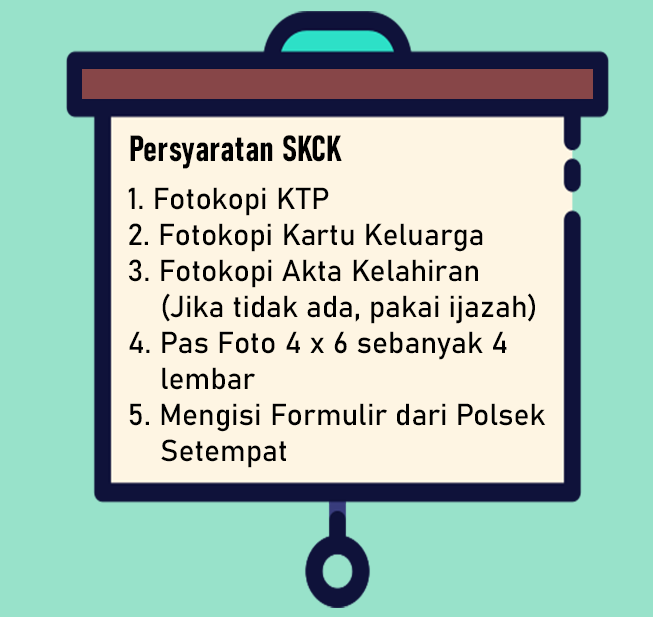 Persyaratan SKCK
1. Fotokopi KTP
2. Fotokopi Kartu Keluarga
3. Fotokopi Akta Kelahiran
(Jika tidak ada, pakai ijazah)
4. Pas Foto 4 x 6 sebanyak 4
lembar
5. Mengisi Formulir dari Polsek
Setempat